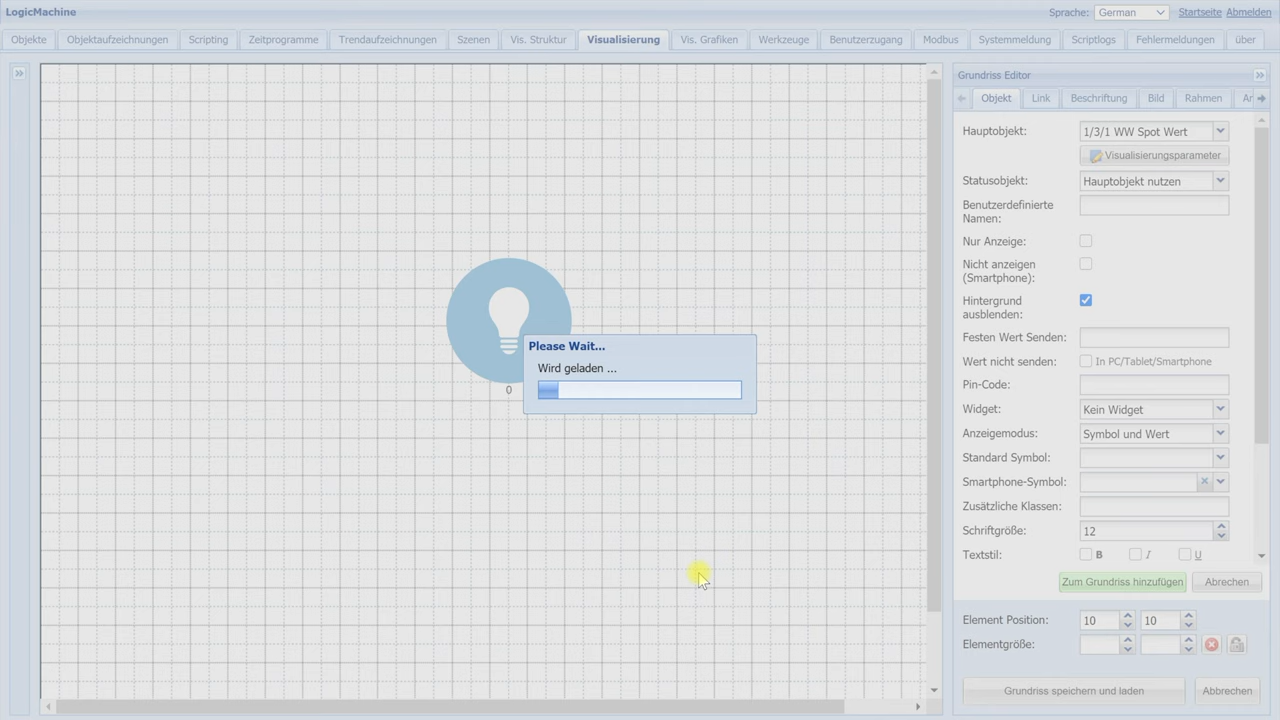 LogicMachine
Sprache: German Startseite Abmelden
Objekte Objektaufzeichnungen Scripting Zeitprogramme Trendaufzeichnungen Szenen Vis. Struktur Visualisierung Vis. Grafiken Werkzeuge Benutzerzugang Modbus Systemmeldung Scriptlogs Fehlermeldungen über
Grundriss Editor
Objekt Link Beschriftung Bild Rahmen Ar
Hauptobjekt: 1/3/1 WW Spot Wert
Visualisierungsparameter
Statusobjekt: Hauptobjekt nutzen
Benutzerdefinierte
Namen:
Nur Anzeige:
Nicht anzeigen
(Smartphone):
Hintergrund
ausblenden:
Festen Wert Senden:
Wert nicht senden: In PC/Tablet/Smartphone
Pin-Code:
Widget: Kein Widget
Anzeigemodus: Symbol und Wert
Standard Symbol:
Smartphone-Symbol:
Zusätzliche Klassen:
Schriftgröße: 12
Textstil: B I U
Zum Grundriss hinzufügen Abrechen
Element Position: 10 10
Elementgröße:
Grundriss speichern und laden Abbrechen
Please Wait...
Wird geladen ...
0